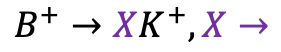 B⁺ → XK⁺, X →